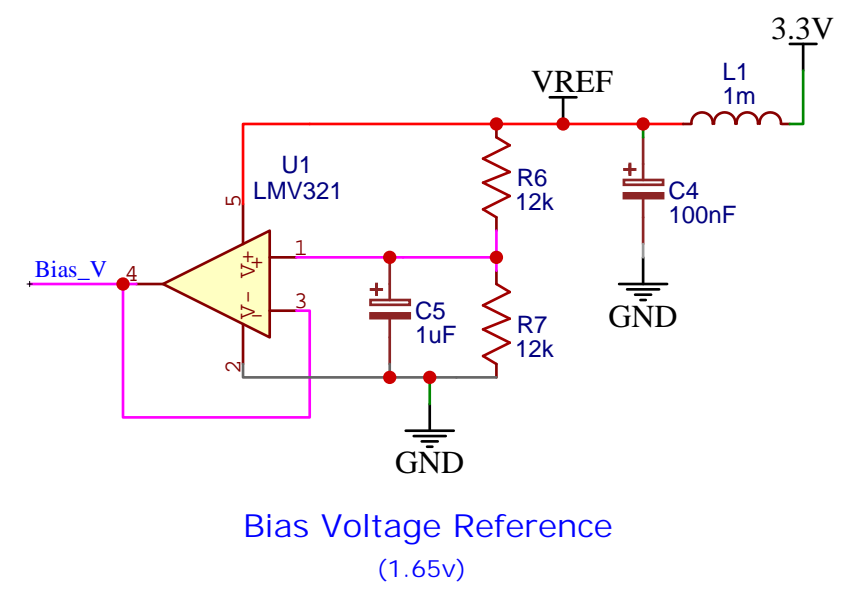 3.3V
L1
1m
VREF
U1
LMV321
R6
12k
C4
100nF
5
1
V+
+
Bias_V
4
V-
-
3
C5
1uF
R7
12k
2
GND
GND
Bias Voltage Reference
(1.65v)